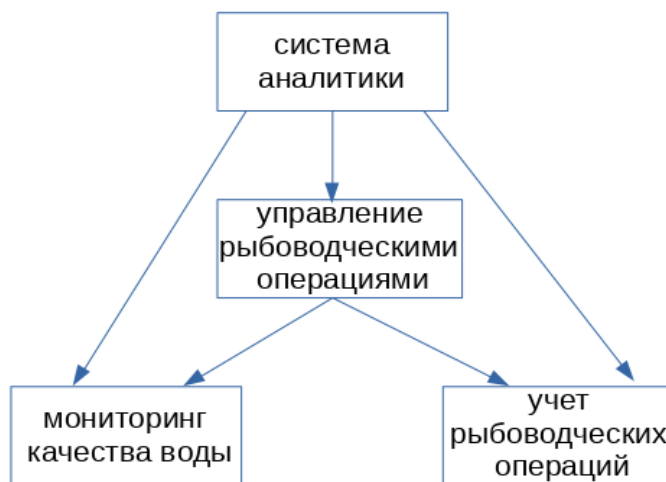 система
аналитики
управление
рыбоводческими
операциями
мониторинг
качества воды
учет
рыбоводческих
операций